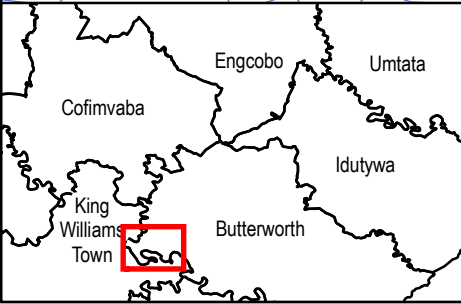 Engcobo
Umtata
Cofimvaba
Idutywa
King
Williams
Town
Butterworth